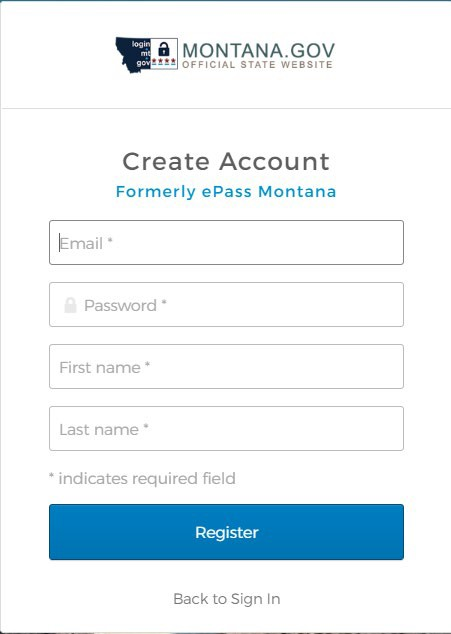 login
mt
gov
MONTANA.GOV
OFFICIAL STATE WEBSITE
Create Account
Formerly ePass Montana
Email *
Password *
First name *
Last name *
* indicates required field
Register
Back to Sign In